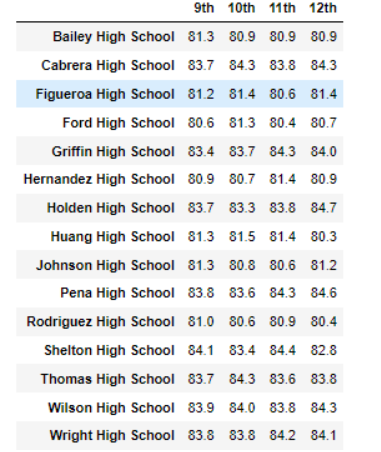 9th 10th 11th 12th
Bailey High School 81.3 80.9 80.9 80.9
Cabrera High School 83.7 84.3 83.8 84.3
Figueroa High School 81.2 81.4 80.6 81.4
Ford High School 80.6 81.3 80.4 80.7
Griffin High School 83.4 83.7 84.3 84.0
Hernandez High School 80.9 80.7 81.4 80.9
Holden High School 83.7 83.3 83.8 84.7
Huang High School 81.3 81.5 81.4 80.3
Johnson High School 81.3 80.8 80.6 81.2
Pena High School 83.8 83.6 84.3 84.6
Rodriguez High School 81.0 80.6 80.9 80.4
Shelton High School 84.1 83.4 84.4 82.8
Thomas High School 83.7 84.3 83.6 83.8
Wilson High School 83.9 84.0 83.8 84.3
Wright High School 83.8 83.8 84.2 84.1